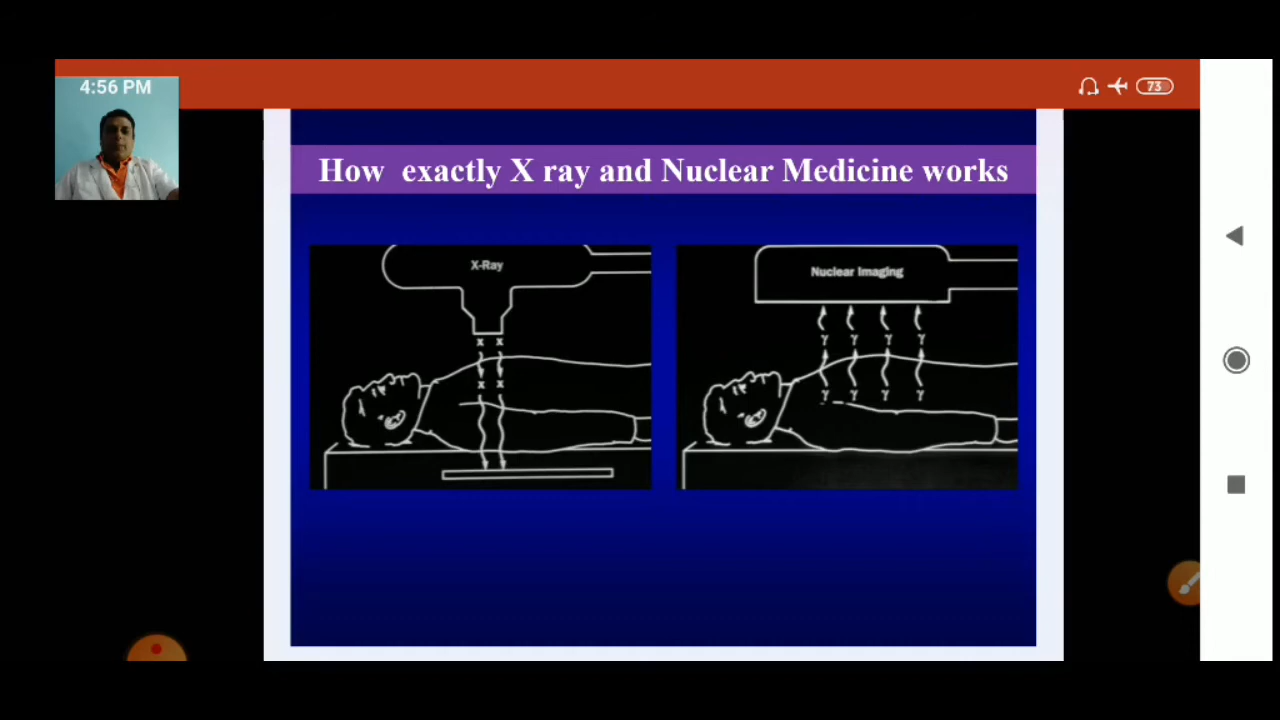 4:56 PM
73
How exactly X ray and Nuclear Medicine works
X-Ray
Nuclear Imaging
x x
x x
γ γ γ γ
γ γ γ γ